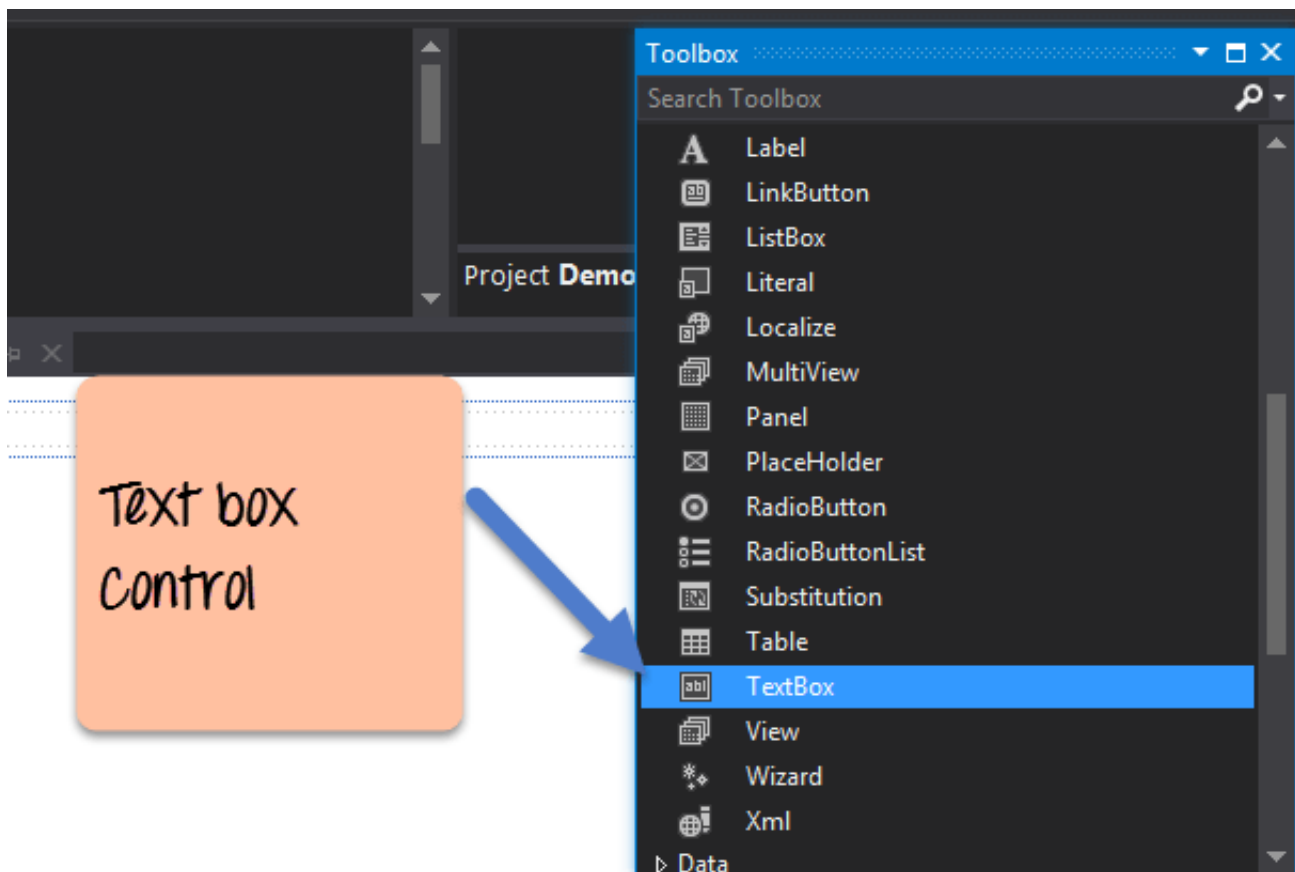 Toolbox
Search Toolbox
Label
LinkButton
ListBox
Literal
Localize
MultiView
Panel
PlaceHolder
RadioButton
RadioButtonList
Substitution
Table
TextBox
View
Wizard
Xml
Data
Project Demo
Text box
Control